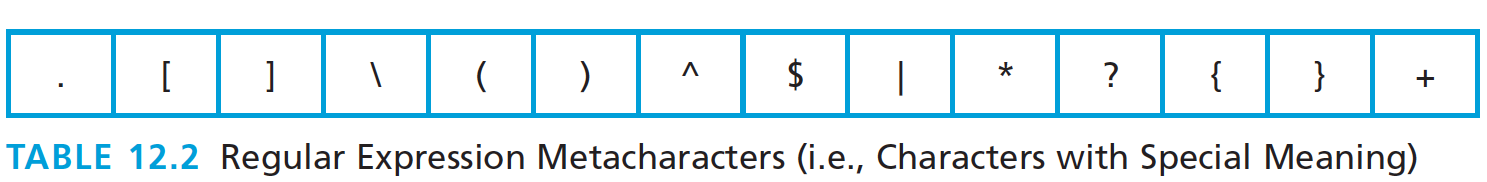 . [ ] \ ( ) ^ $ | * ? { } +
TABLE 12.2 Regular Expression Metacharacters (i.e., Characters with Special Meaning)